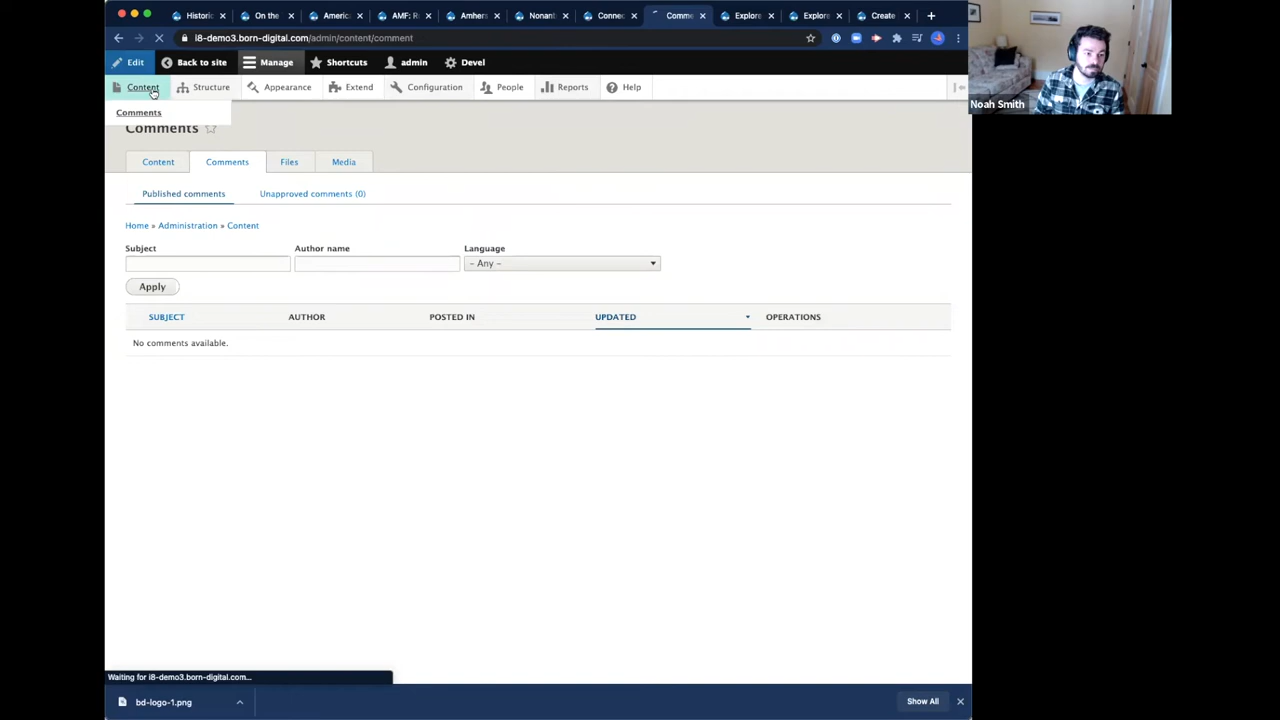 Historic
On the
America
AMF: R
Amhers
Nonant
Connec
Comme
Explora
Explora
Create
i8-demo3.born-digital.com/admin/content/comment
Edit
Back to site
Manage
Shortcuts
admin
Devel
Content
Structure
Appearance
Extend
Configuration
People
Reports
Help
Comments
Comments
Content
Comments
Files
Media
Published comments
Unapproved comments (0)
Home » Administration » Content
Subject
Author name
Language
- Any -
Apply
SUBJECT
AUTHOR
POSTED IN
UPDATED
OPERATIONS
No comments available.
Waiting for i8-demo3.born-digital.com...
bd-logo-1.png
Show All
Noah Smith